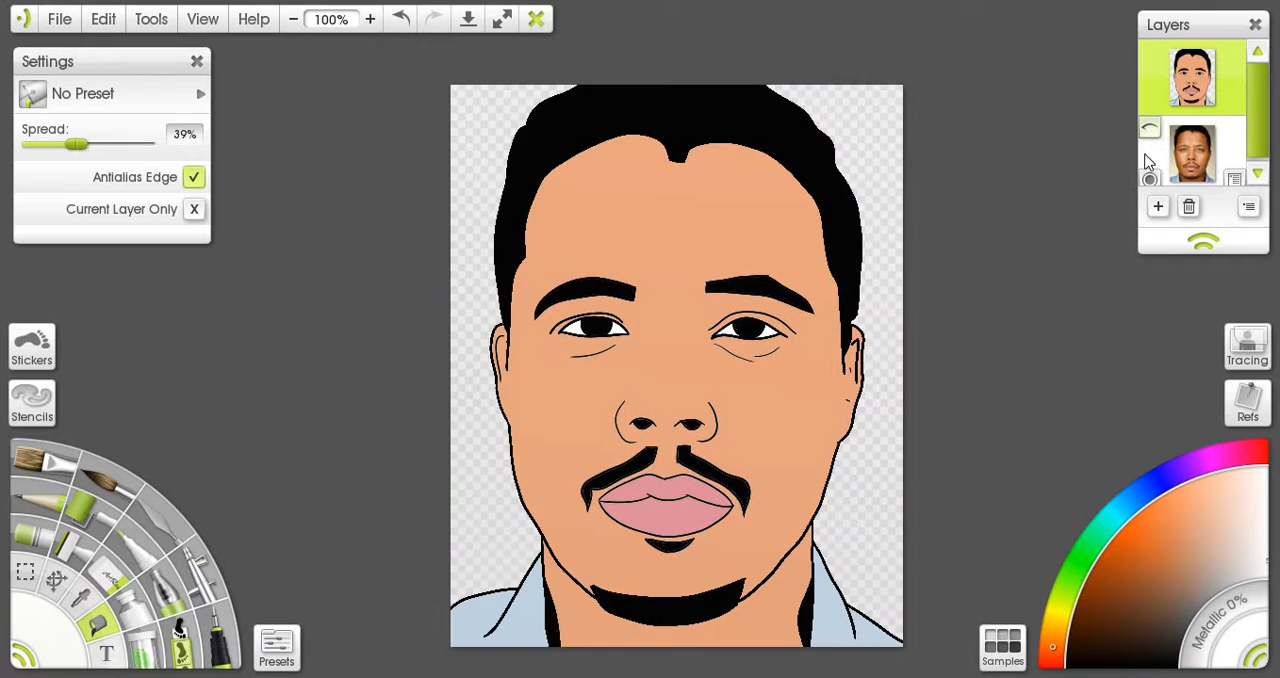 File Edit Tools View Help − 100% +
Layers
Settings
No Preset
Spread: 39%
Antialias Edge
Current Layer Only X
Stickers
Tracing
Stencils
Refs
Metallic 0%
T
Presets
Samples